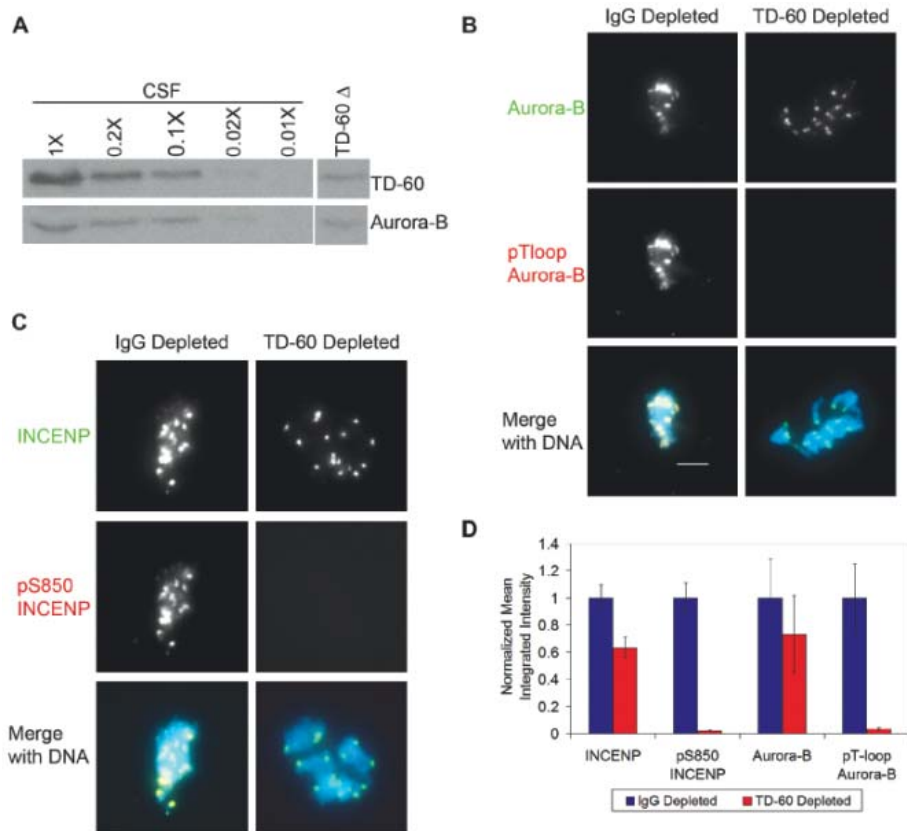 A
CSF
1X
0.2X
0.1X
0.02X
0.01X
TD-60 Δ
TD-60
Aurora-B
B
IgG Depleted
TD-60 Depleted
Aurora-B
pTloop
Aurora-B
Merge
with DNA
C
IgG Depleted
TD-60 Depleted
INCENP
pS850
INCENP
Merge
with DNA
D
Normalized Mean
Integrated Intensity
1.4
1.2
1
0.8
0.6
0.4
0.2
0
INCENP
pS850
INCENP
Aurora-B
pT-loop
Aurora-B
IgG Depleted
TD-60 Depleted